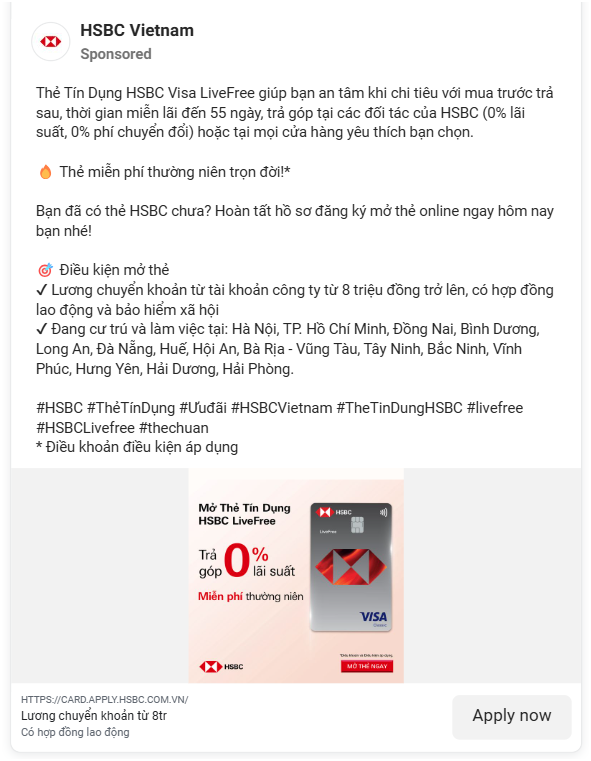 HSBC Vietnam
Sponsored
Thẻ Tín Dụng HSBC Visa LiveFree giúp bạn an tâm khi chi tiêu với mua trước trả
sau, thời gian miễn lãi đến 55 ngày, trả góp tại các đối tác của HSBC (0% lãi
suất, 0% phí chuyển đổi) hoặc tại mọi cửa hàng yêu thích bạn chọn.
🔥 Thẻ miễn phí thường niên trọn đời!*
Bạn đã có thẻ HSBC chưa? Hoàn tất hồ sơ đăng ký mở thẻ online ngay hôm nay
bạn nhé!
🎯 Điều kiện mở thẻ
✔ Lương chuyển khoản từ tài khoản công ty từ 8 triệu đồng trở lên, có hợp đồng
lao động và bảo hiểm xã hội
✔ Đang cư trú và làm việc tại: Hà Nội, TP. Hồ Chí Minh, Đồng Nai, Bình Dương,
Long An, Đà Nẵng, Huế, Hội An, Bà Rịa - Vũng Tàu, Tây Ninh, Bắc Ninh, Vĩnh
Phúc, Hưng Yên, Hải Dương, Hải Phòng.
#HSBC #ThẻTínDụng #Ưuđãi #HSBCVietnam #TheTinDungHSBC #livefree
#HSBCLivefree #thechuan
* Điều khoản điều kiện áp dụng
Mở Thẻ Tín Dụng
HSBC LiveFree
Trả góp 0% lãi suất
Miễn phí thường niên
HSBC
LiveFree
VISA
Classic
*Điều khoản và Điều kiện áp dụng.
HSBC
MỞ THẺ NGAY
HTTPS://CARD.APPLY.HSBC.COM.VN/
Lương chuyển khoản từ 8tr
Có hợp đồng lao động
Apply now